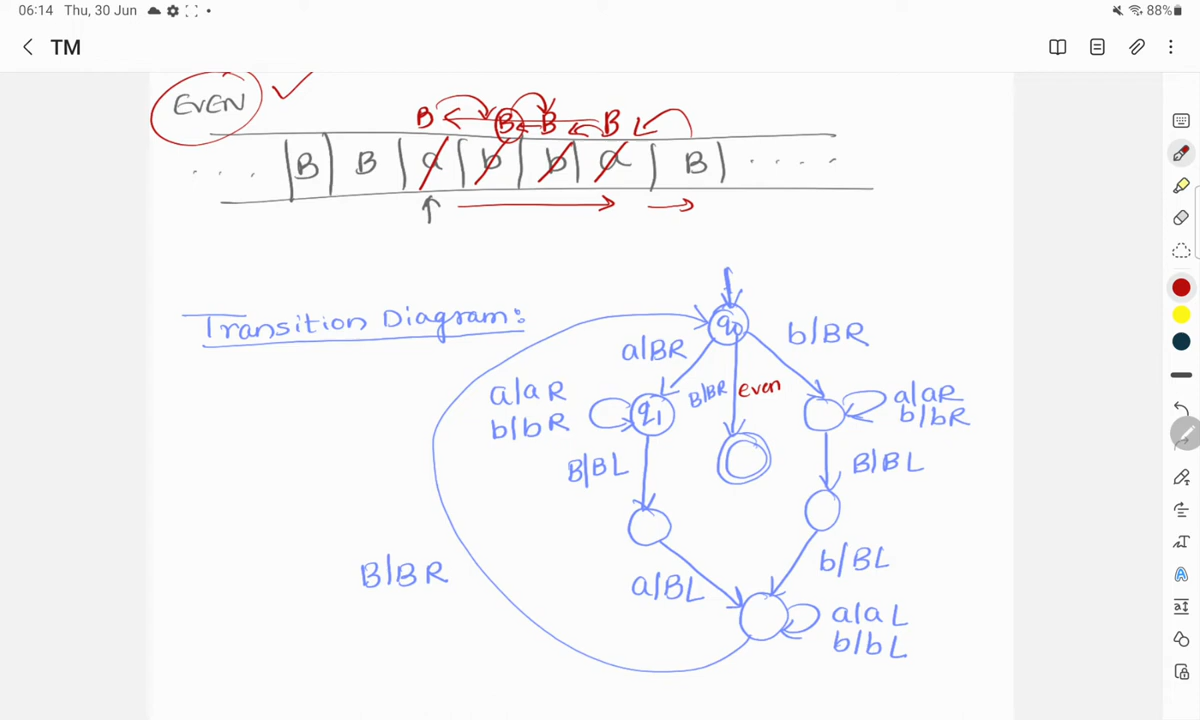 06:14 Thu, 30 Jun 88%
TM
EVEN
B B B B
... B B a b b a B ....
Transition Diagram:
q0
a/BR
b/BR
B/BR even
a/aR
b/bR
q1
a/aR
b/bR
B/BL
B/BL
B/BR
a/BL
b/BL
a/aL
b/bL